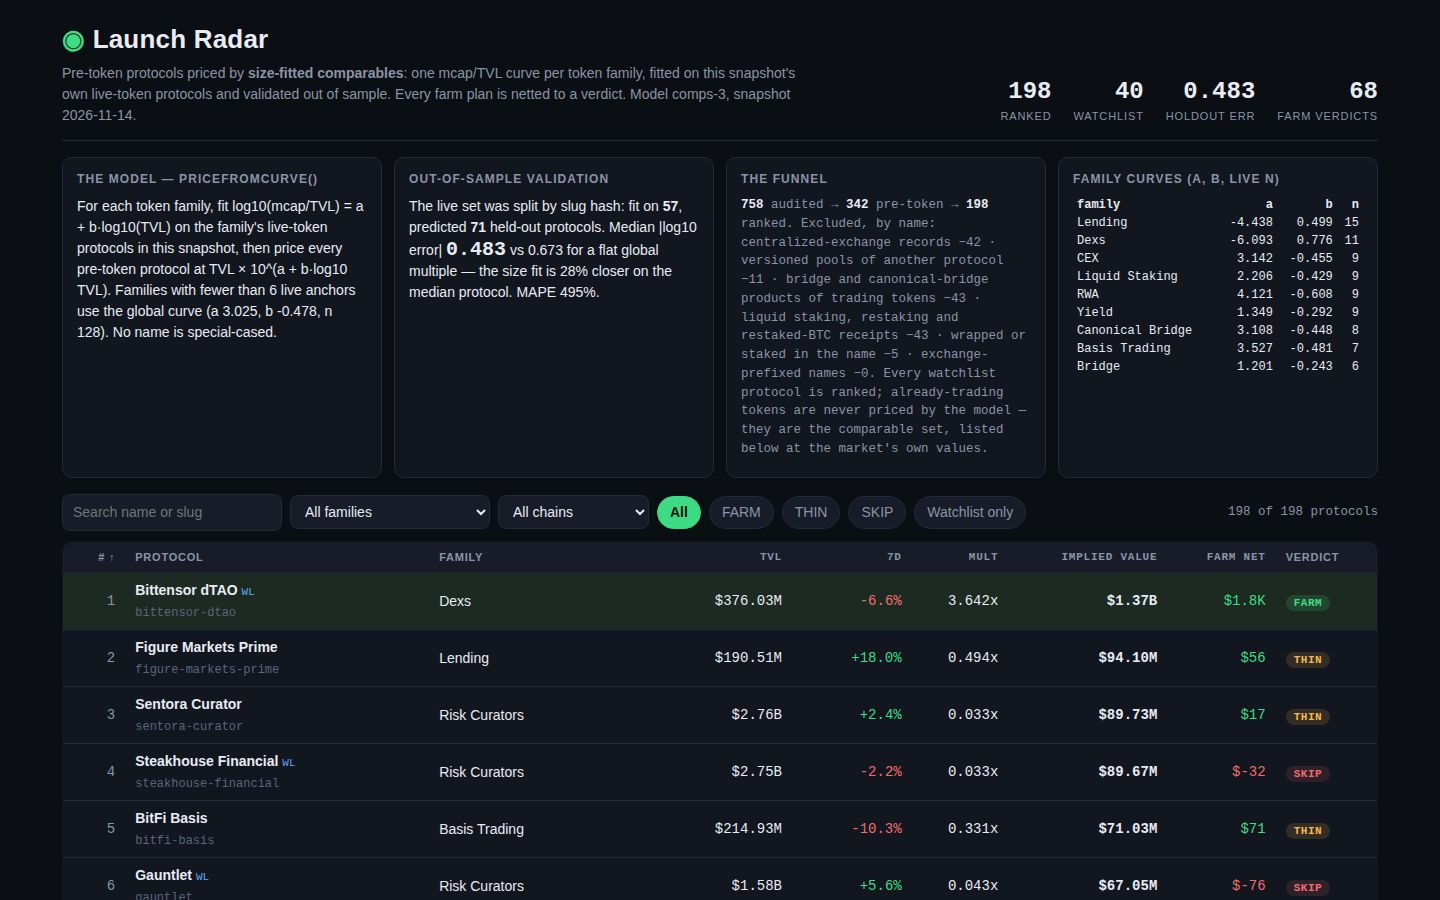 Launch Radar
Pre-token protocols priced by size-fitted comparables: one mcap/TVL curve per token family, fitted on this snapshot's
own live-token protocols and validated out of sample. Every farm plan is netted to a verdict. Model comps-3, snapshot
2026-11-14.
198 40 0.483 68
RANKED WATCHLIST HOLDOUT ERR FARM VERDICTS
THE MODEL — PRICEFROMCURVE()
For each token family, fit log10(mcap/TVL) = a
+ b·log10(TVL) on the family's live-token
protocols in this snapshot, then price every
pre-token protocol at TVL × 10^(a + b·log10
TVL). Families with fewer than 6 live anchors
use the global curve (a 3.025, b -0.478, n
128). No name is special-cased.
OUT-OF-SAMPLE VALIDATION
The live set was split by slug hash: fit on 57,
predicted 71 held-out protocols. Median |log10
error| 0.483 vs 0.673 for a flat global
multiple — the size fit is 28% closer on the
median protocol. MAPE 495%.
THE FUNNEL
758 audited → 342 pre-token → 198
ranked. Excluded, by name:
centralized-exchange records −42 ·
versioned pools of another protocol
−11 · bridge and canonical-bridge
products of trading tokens −43 ·
liquid staking, restaking and
restaked-BTC receipts −43 · wrapped or
staked in the name −5 · exchange-
prefixed names −0. Every watchlist
protocol is ranked; already-trading
tokens are never priced by the model —
they are the comparable set, listed
below at the market's own values.
FAMILY CURVES (A, B, LIVE N)
family a b n
Lending -4.438 0.499 15
Dexs -6.093 0.776 11
CEX 3.142 -0.455 9
Liquid Staking 2.206 -0.429 9
RWA 4.121 -0.608 9
Yield 1.349 -0.292 9
Canonical Bridge 3.108 -0.448 8
Basis Trading 3.527 -0.481 7
Bridge 1.201 -0.243 6
Search name or slug All families All chains All FARM THIN SKIP Watchlist only 198 of 198 protocols
# ↑ PROTOCOL FAMILY TVL 7D MULT IMPLIED VALUE FARM NET VERDICT
1 Bittensor dTAO WL Dexs $376.03M -6.6% 3.642x $1.37B $1.8K FARM
bittensor-dtao
2 Figure Markets Prime Lending $190.51M +18.0% 0.494x $94.10M $56 THIN
figure-markets-prime
3 Sentora Curator Risk Curators $2.76B +2.4% 0.033x $89.73M $17 THIN
sentora-curator
4 Steakhouse Financial WL Risk Curators $2.75B -2.2% 0.033x $89.67M $-32 SKIP
steakhouse-financial
5 BitFi Basis Basis Trading $214.93M -10.3% 0.331x $71.03M $71 THIN
bitfi-basis
6 Gauntlet WL Risk Curators $1.58B +5.6% 0.043x $67.05M $-76 SKIP
gauntlet